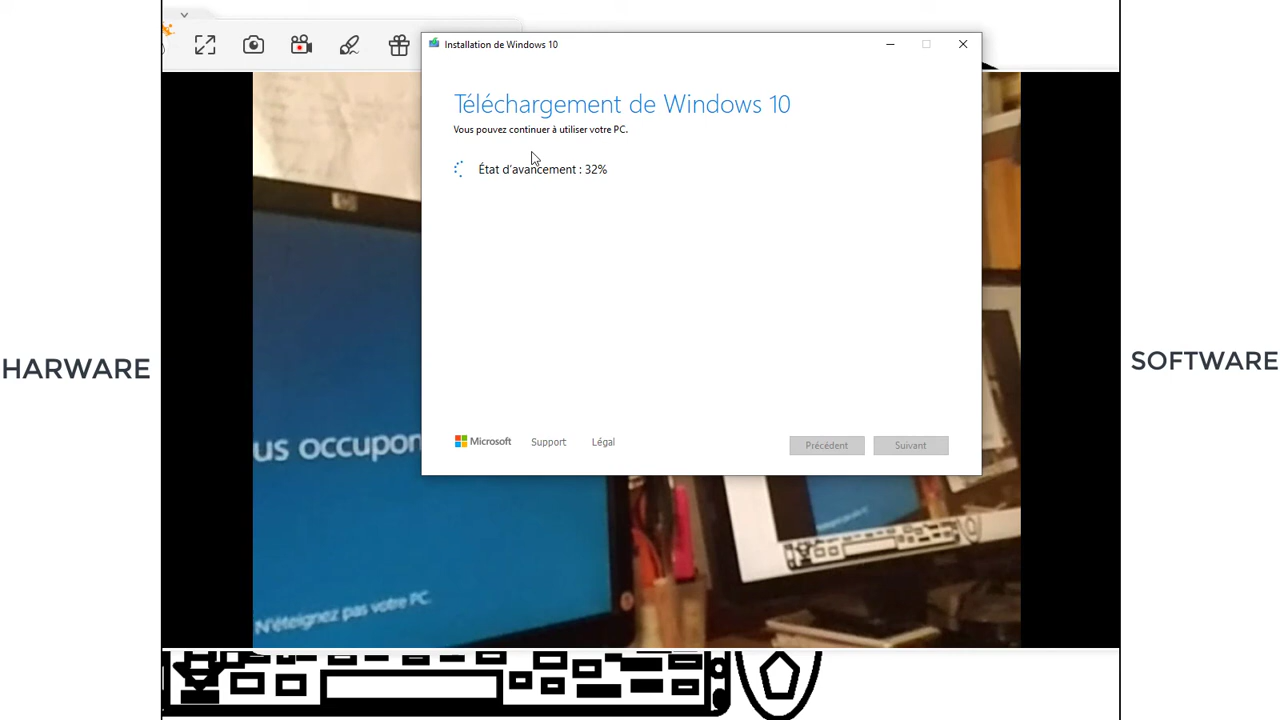 Installation de Windows 10
Téléchargement de Windows 10
Vous pouvez continuer à utiliser votre PC.
État d'avancement : 32%
HARWARE
SOFTWARE
us occupon
Microsoft Support Légal Précédent Suivant
N'éteignez pas votre PC.